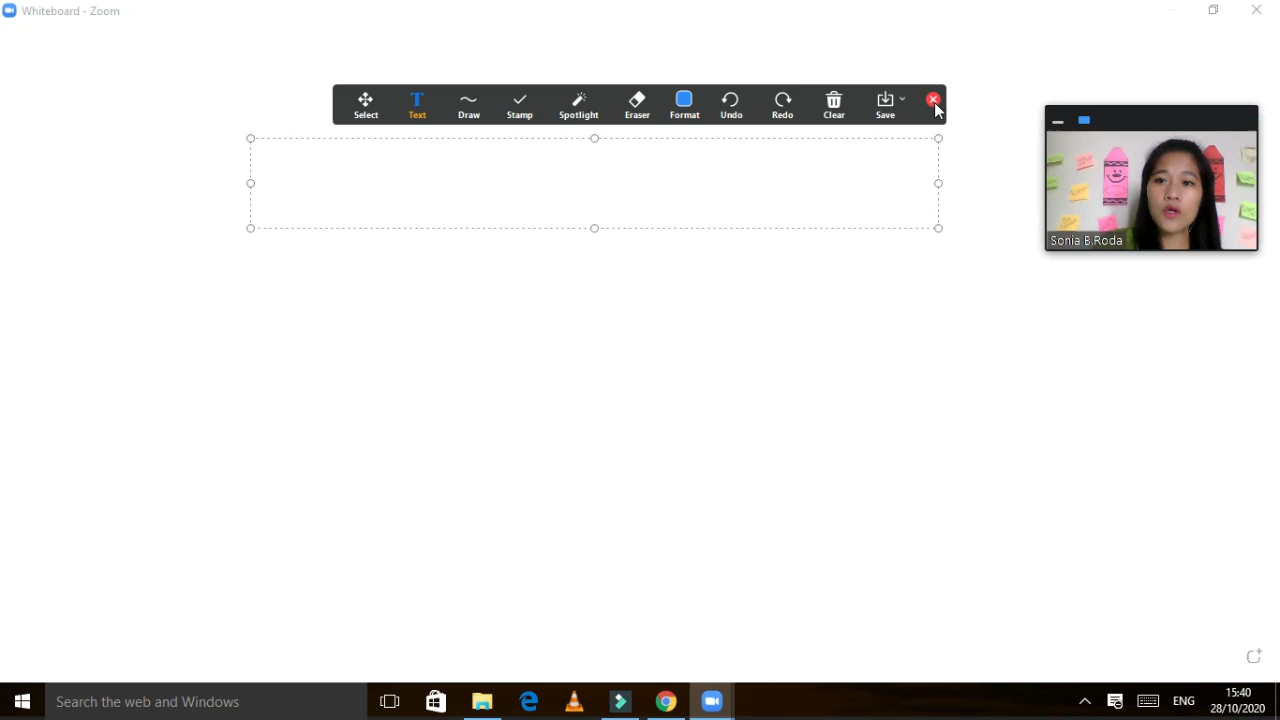 Whiteboard - Zoom
Select Text Draw Stamp Spotlight Eraser Format Undo Redo Clear Save
Sonia B.Roda
Search the web and Windows
ENG
15:40
28/10/2020